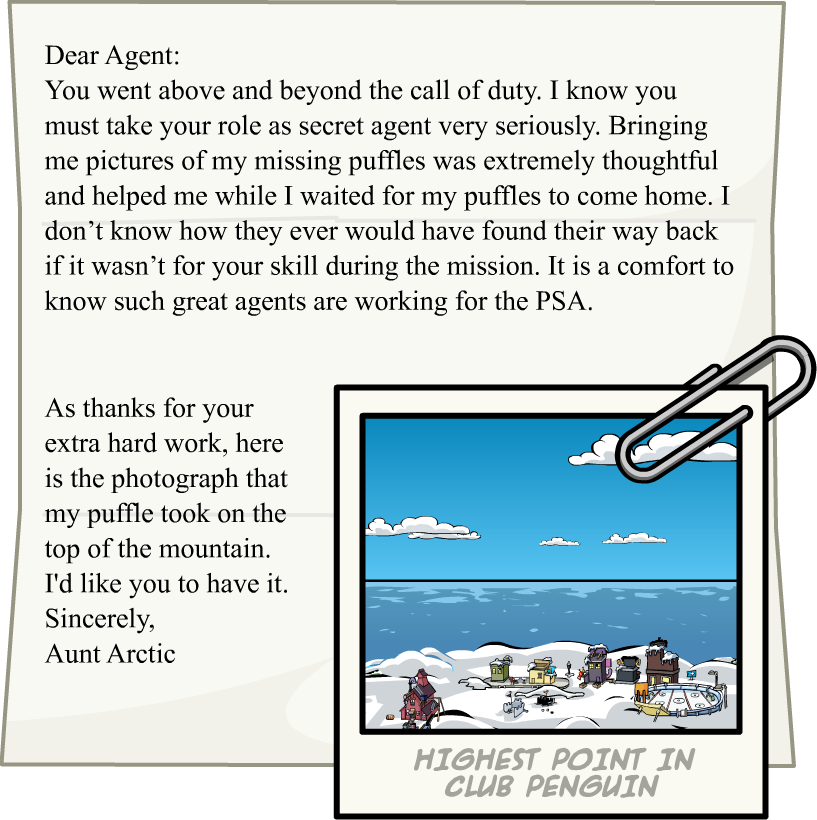 Dear Agent:
You went above and beyond the call of duty. I know you
must take your role as secret agent very seriously. Bringing
me pictures of my missing puffles was extremely thoughtful
and helped me while I waited for my puffles to come home. I
don’t know how they ever would have found their way back
if it wasn’t for your skill during the mission. It is a comfort to
know such great agents are working for the PSA.
As thanks for your
extra hard work, here
is the photograph that
my puffle took on the
top of the mountain.
I'd like you to have it.
Sincerely,
Aunt Arctic
HIGHEST POINT IN
CLUB PENGUIN